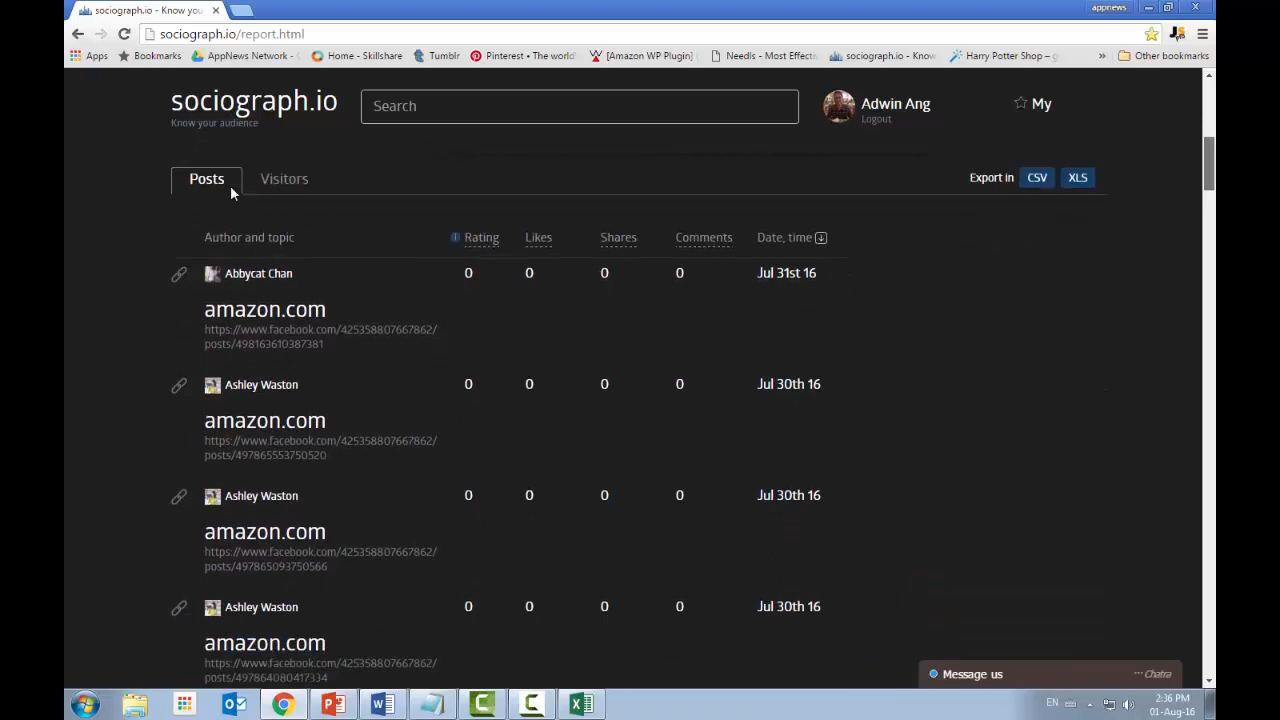 sociograph.io - Know you
appnews
sociograph.io/report.html
Apps
Bookmarks
AppNews Network -
Home - Skillshare
Tumblr
Pinterest • The world'
[Amazon WP Plugin]
Needls - Most Effecti
sociograph.io - Know
Harry Potter Shop –
»
Other bookmarks
sociograph.io
Know your audience
Search
Adwin Ang
Logout
My
Posts
Visitors
Export in CSV XLS
Author and topic Rating Likes Shares Comments Date, time
Abbycat Chan 0 0 0 0 Jul 31st 16
amazon.com
https://www.facebook.com/425358807667862/
posts/498163610387381
Ashley Waston 0 0 0 0 Jul 30th 16
amazon.com
https://www.facebook.com/425358807667862/
posts/497865553750520
Ashley Waston 0 0 0 0 Jul 30th 16
amazon.com
https://www.facebook.com/425358807667862/
posts/497865093750566
Ashley Waston 0 0 0 0 Jul 30th 16
amazon.com
https://www.facebook.com/425358807667862/
posts/497864080417334
Message us
Chatra
EN
2:36 PM
01-Aug-16